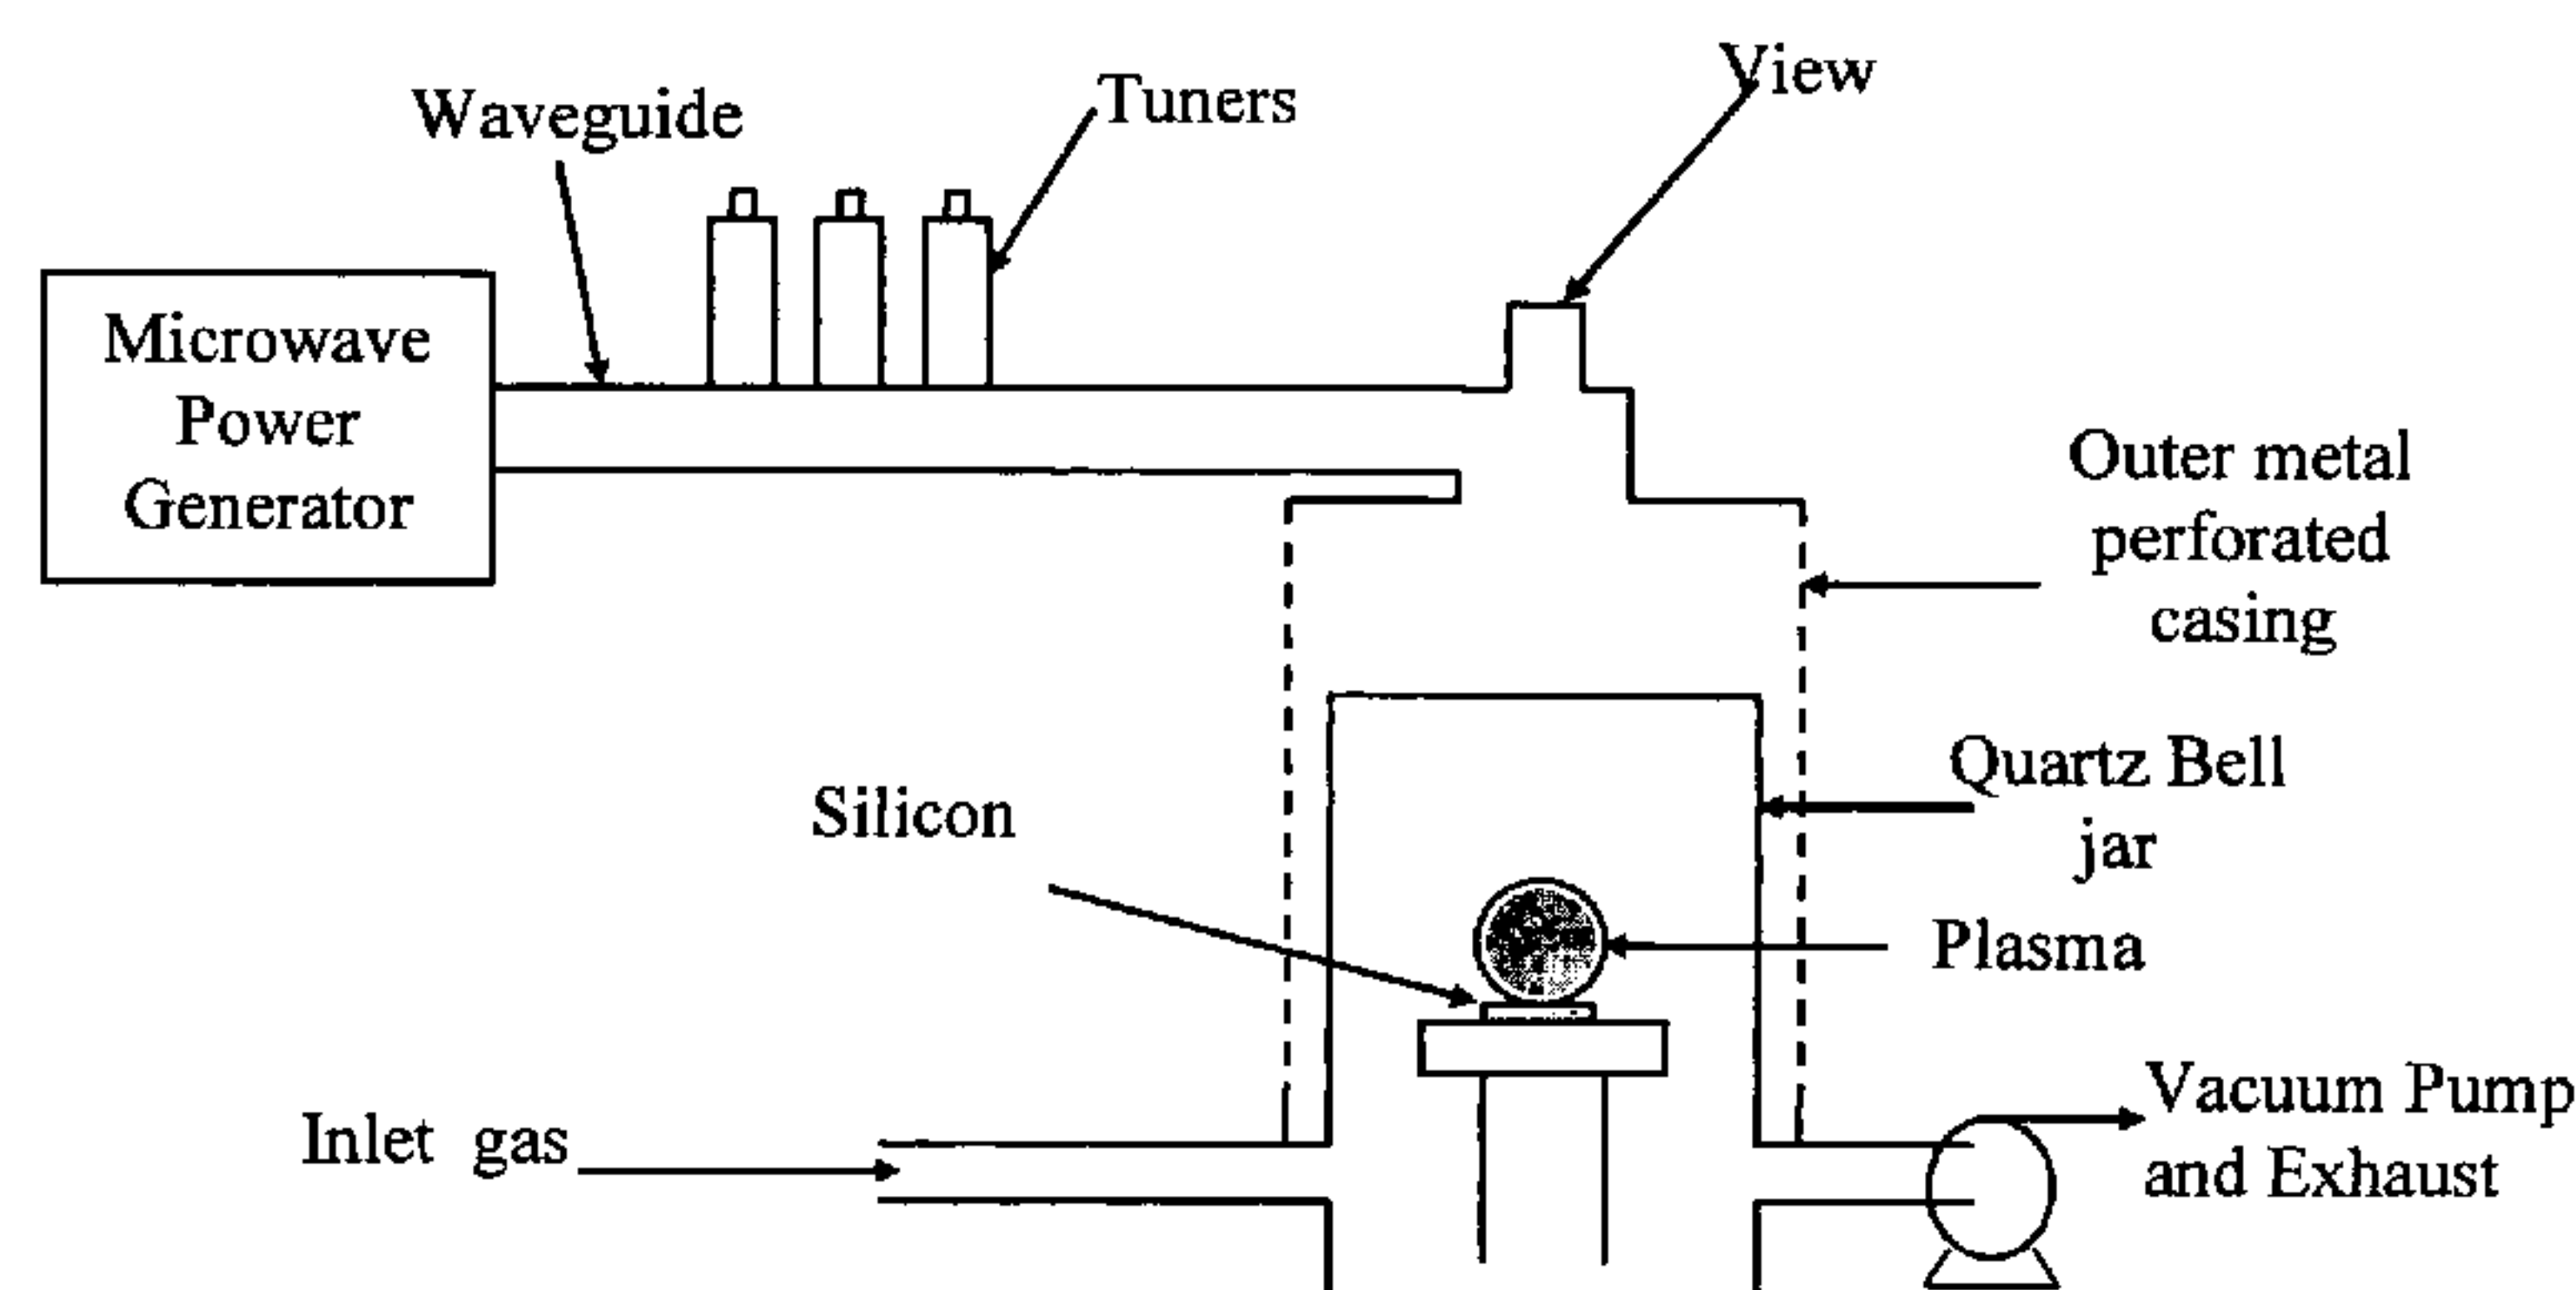 View
Tuners
Waveguide
Microwave
Power
Generator
Outer metal
perforated
casing
Quartz Bell
jar
Silicon
Plasma
Inlet gas
Vacuum Pump
and Exhaust